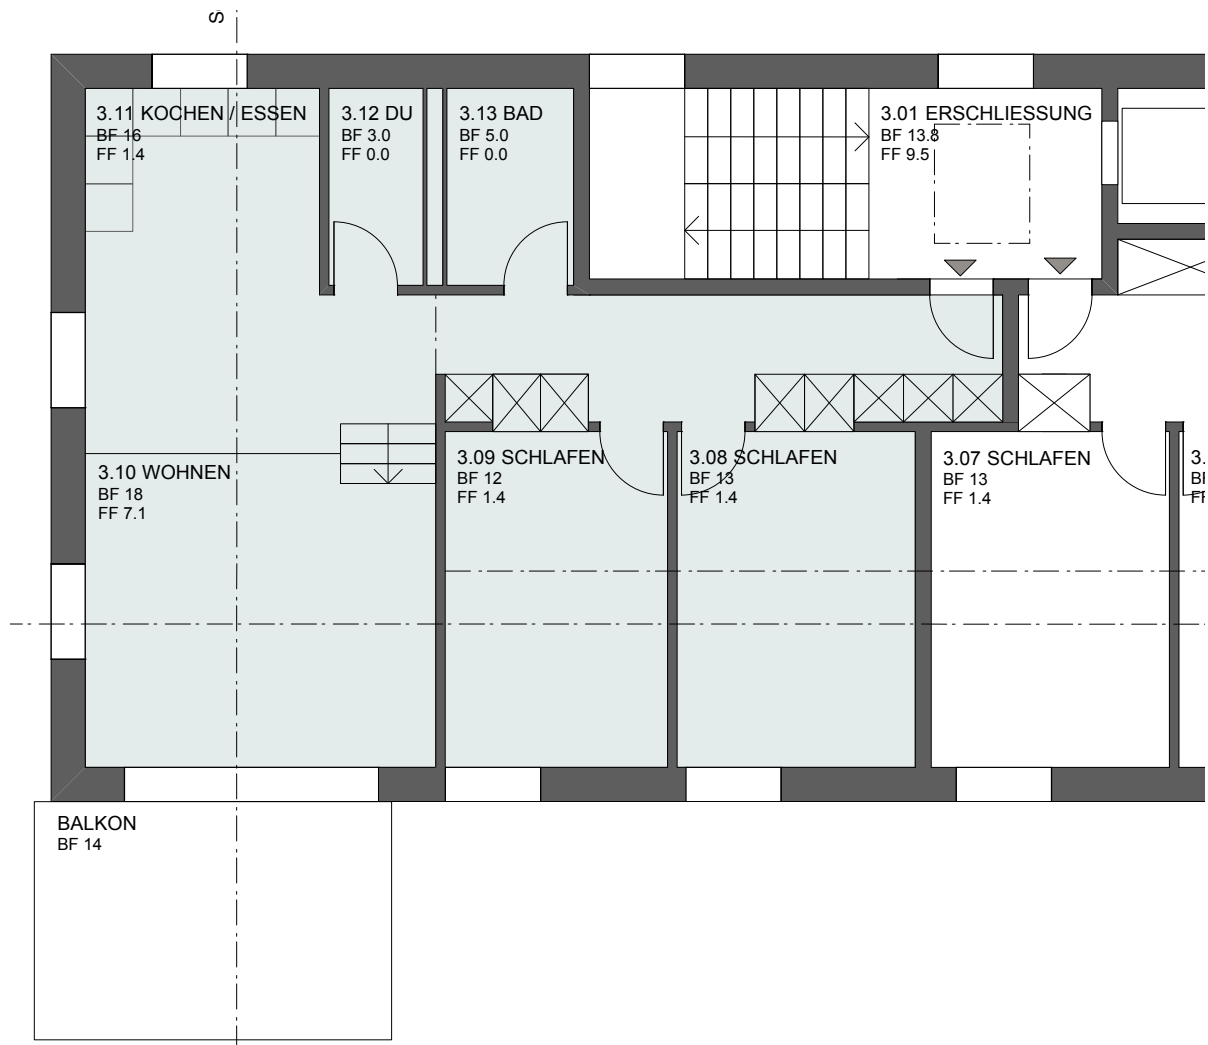 S
3.11 KOCHEN / ESSEN
BF 16
FF 1.4
3.12 DU
BF 3.0
FF 0.0
3.13 BAD
BF 5.0
FF 0.0
3.01 ERSCHLIESSUNG
BF 13.8
FF 9.5
3.10 WOHNEN
BF 18
FF 7.1
3.09 SCHLAFEN
BF 12
FF 1.4
3.08 SCHLAFEN
BF 13
FF 1.4
3.07 SCHLAFEN
BF 13
FF 1.4
3.
BF
FF
BALKON
BF 14